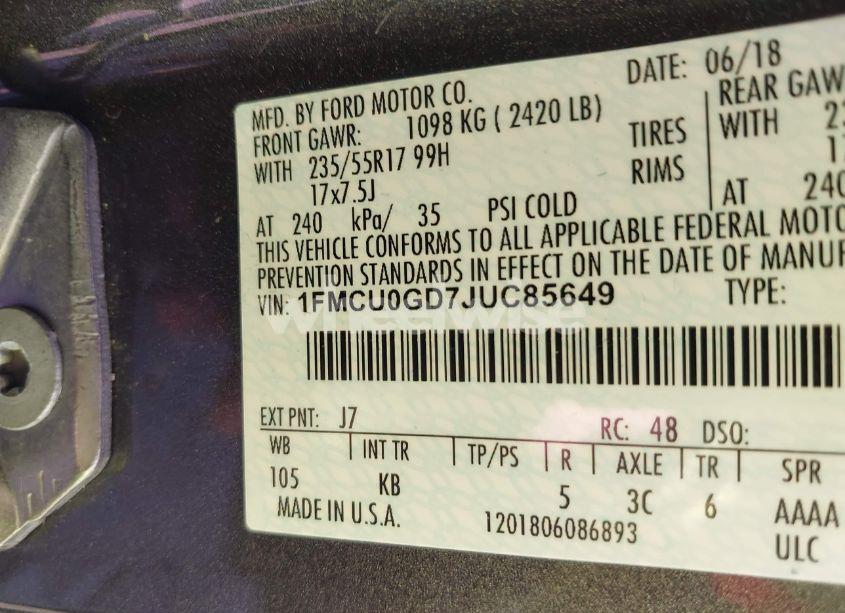 MFD. BY FORD MOTOR CO. DATE: 06/18
FRONT GAWR: 1098 KG ( 2420 LB) REAR GAW
WITH 235/55R17 99H TIRES WITH 23
17x7.5J RIMS 17
AT 240 kPa/ 35 PSI COLD AT 240
THIS VEHICLE CONFORMS TO ALL APPLICABLE FEDERAL MOTO
PREVENTION STANDARDS IN EFFECT ON THE DATE OF MANUF
VIN: 1FMCU0GD7JUC85649 TYPE:
wheelwise
EXT PNT: J7 RC: 48 DSO:
WB INT TR TP/PS R AXLE TR SPR
105 KB 5 3C 6 AAAA
MADE IN U.S.A. 1201806086893 ULC